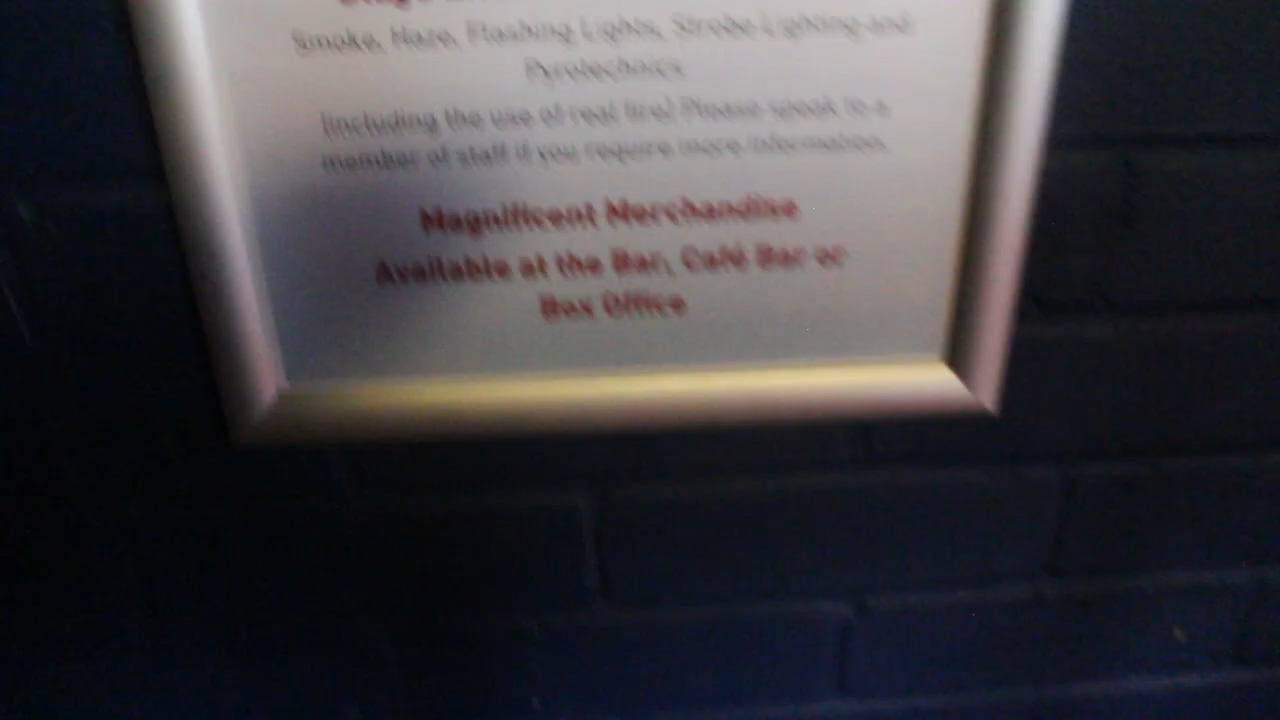 Smoke, Haze, Flashing Lights, Strobe Lighting and
Pyrotechnics
(including the use of real fire) Please speak to a
member of staff if you require more information.
Magnificent Merchandise
Available at the Bar, Café Bar or
Box Office